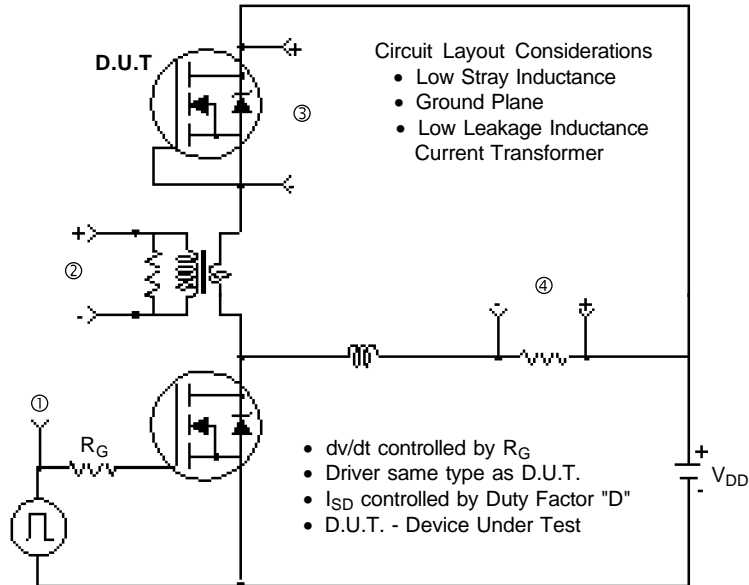 D.U.T
+
Circuit Layout Considerations
• Low Stray Inductance
• Ground Plane
• Low Leakage Inductance
Current Transformer
③
-
+
②
-
④
-
+
①
R_G
• dv/dt controlled by R_G
• Driver same type as D.U.T.
• I_SD controlled by Duty Factor "D"
• D.U.T. - Device Under Test
+
V_DD
-